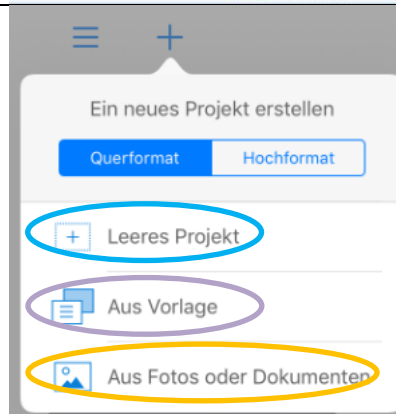 Ein neues Projekt erstellen
Querformat Hochformat
Leeres Projekt
Aus Vorlage
Aus Fotos oder Dokumenten